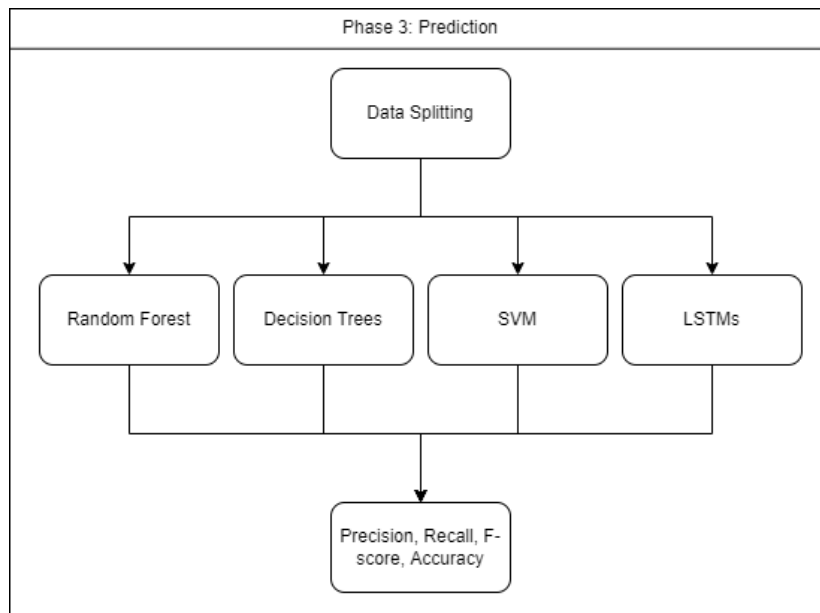 Phase 3: Prediction
Data Splitting
Random Forest
Decision Trees
SVM
LSTMs
Precision, Recall, F-
score, Accuracy